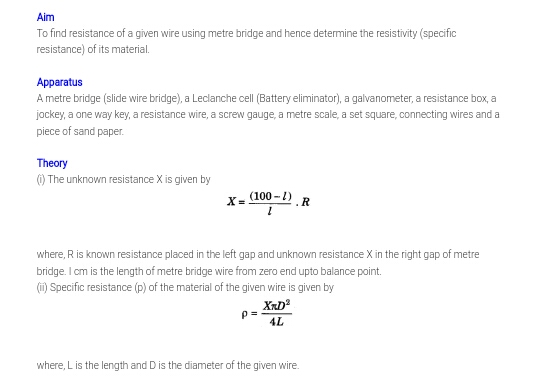 Aim
To find resistance of a given wire using metre bridge and hence determine the resistivity (specific
resistance) of its material.
Apparatus
A metre bridge (slide wire bridge), a Leclanche cell (Battery eliminator), a galvanometer, a resistance box, a
jockey, a one way key, a resistance wire, a screw gauge, a metre scale, a set square, connecting wires and a
piece of sand paper.
Theory
(i) The unknown resistance X is given by
X = (100 – l) / l . R
where, R is known resistance placed in the left gap and unknown resistance X in the right gap of metre
bridge. l cm is the length of metre bridge wire from zero end upto balance point.
(ii) Specific resistance (p) of the material of the given wire is given by
ρ = XπD² / 4L
where, L is the length and D is the diameter of the given wire.